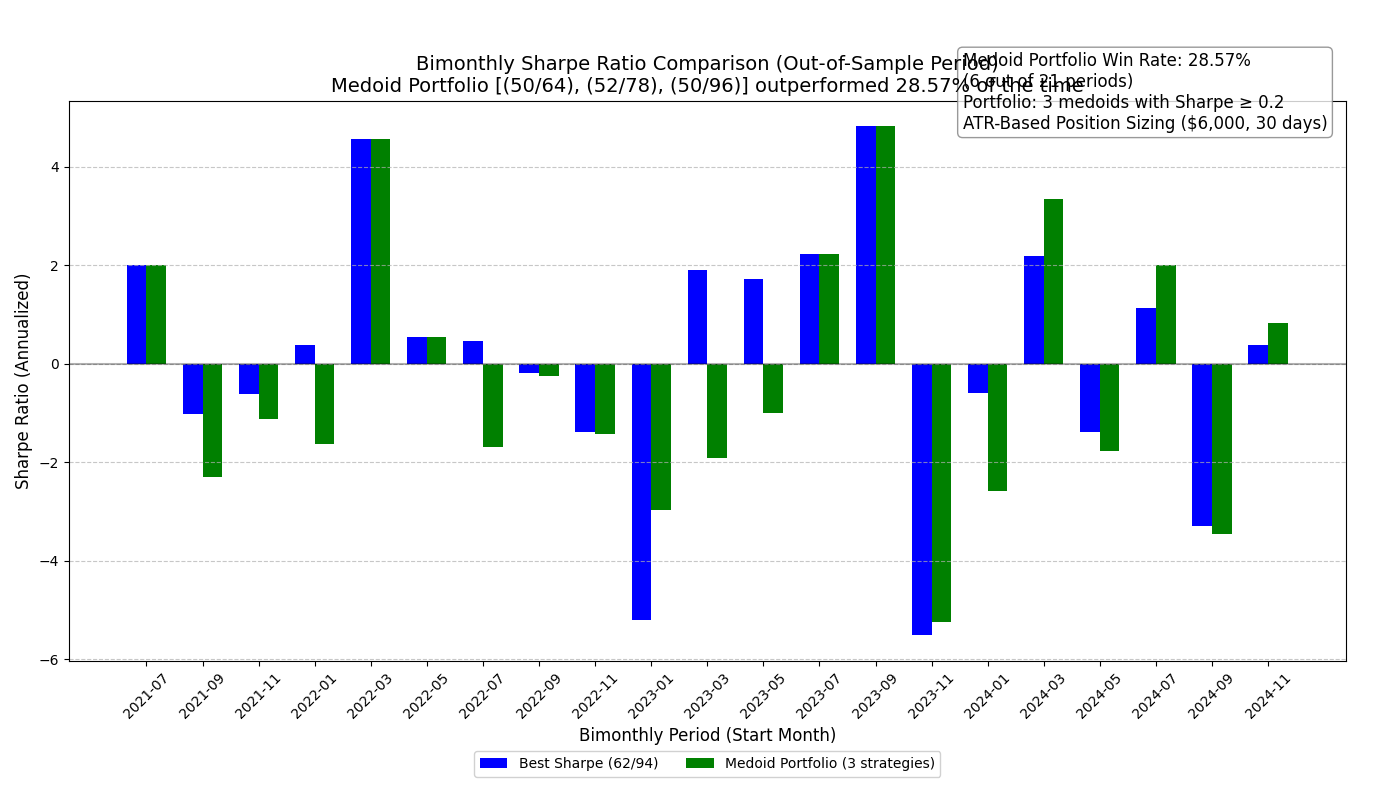 Bimonthly Sharpe Ratio Comparison (Out-of-Sample Period)
Medoid Portfolio [(50/64), (52/78), (50/96)] outperformed 28.57% of the time
Medoid Portfolio Win Rate: 28.57%
(6 out of 21 periods)
Portfolio: 3 medoids with Sharpe ≥ 0.2
ATR-Based Position Sizing ($6,000, 30 days)
Sharpe Ratio (Annualized)
4
2
0
−2
−4
−6
2021-07
2021-09
2021-11
2022-01
2022-03
2022-05
2022-07
2022-09
2022-11
2023-01
2023-03
2023-05
2023-07
2023-09
2023-11
2024-01
2024-03
2024-05
2024-07
2024-09
2024-11
Bimonthly Period (Start Month)
Best Sharpe (62/94)
Medoid Portfolio (3 strategies)